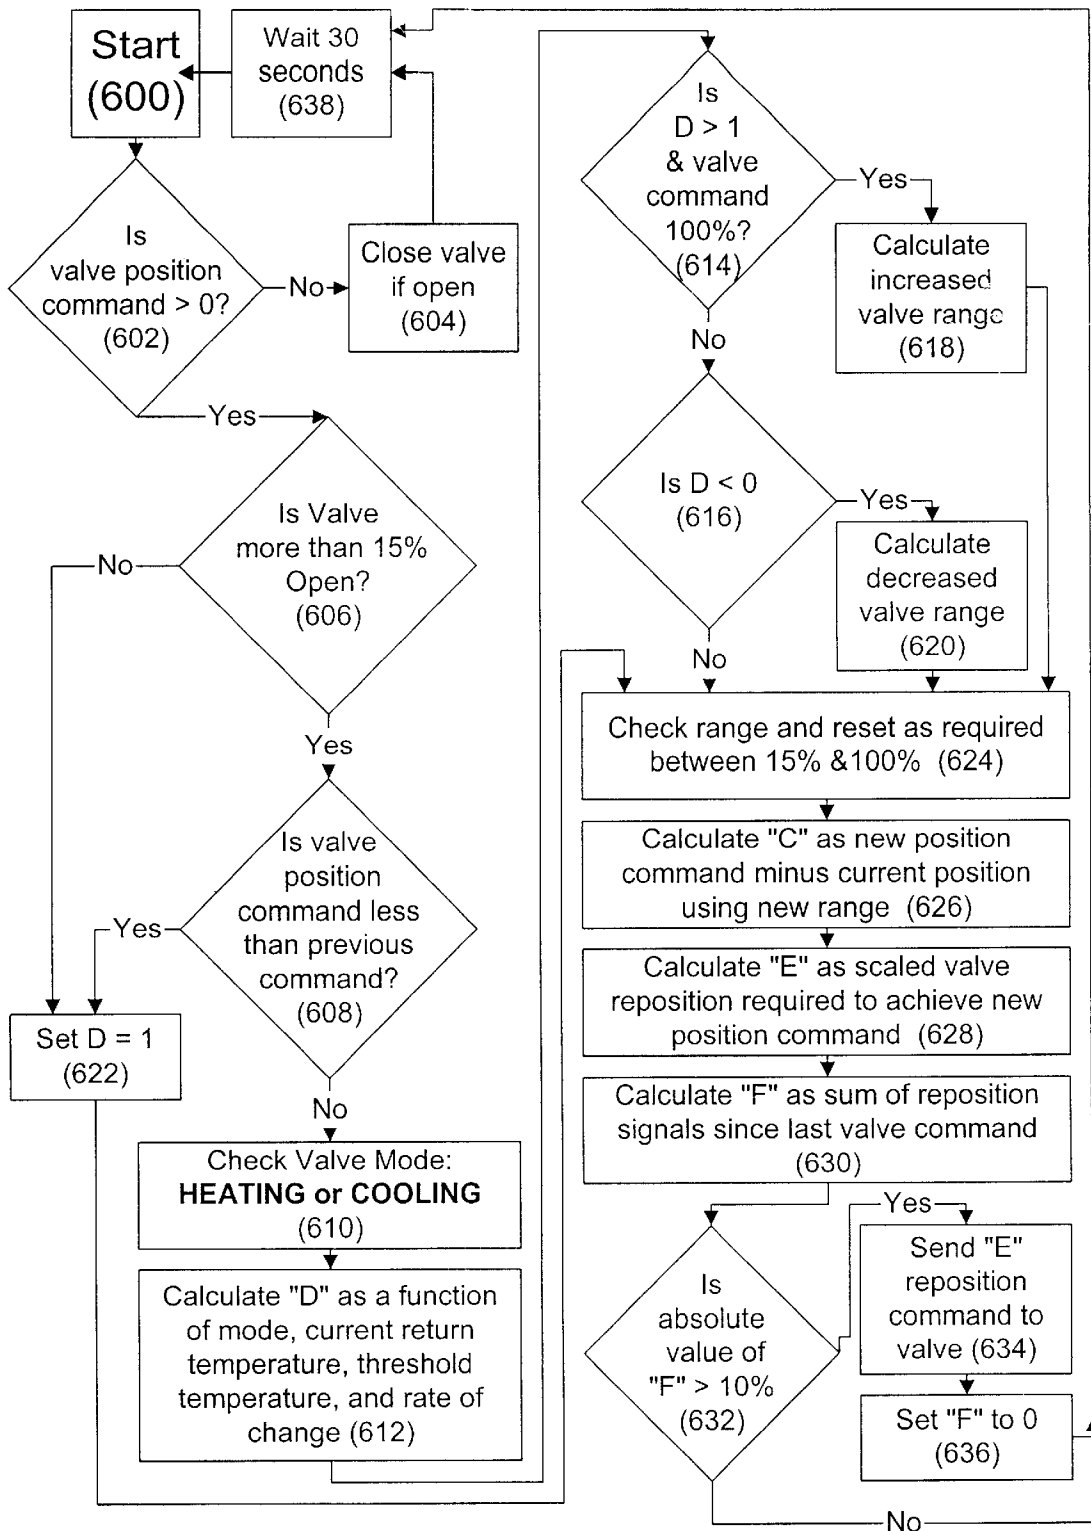 Start
(600)
Wait 30
seconds
(638)
Is
valve position
command > 0?
(602)
No
Close valve
if open
(604)
Yes
Is Valve
more than 15%
Open?
(606)
No
Yes
Is valve
position
command less
than previous
command?
(608)
Yes
Set D = 1
(622)
No
Check Valve Mode:
HEATING or COOLING
(610)
Calculate "D" as a function
of mode, current return
temperature, threshold
temperature, and rate of
change (612)
Is
D > 1
& valve
command
100%?
(614)
Yes
Calculate
increased
valve range
(618)
No
Is D < 0
(616)
Yes
Calculate
decreased
valve range
(620)
No
Check range and reset as required
between 15% &100% (624)
Calculate "C" as new position
command minus current position
using new range (626)
Calculate "E" as scaled valve
reposition required to achieve new
position command (628)
Calculate "F" as sum of reposition
signals since last valve command
(630)
Is
absolute
value of
"F" > 10%
(632)
Yes
Send "E"
reposition
command to
valve (634)
Set "F" to 0
(636)
No